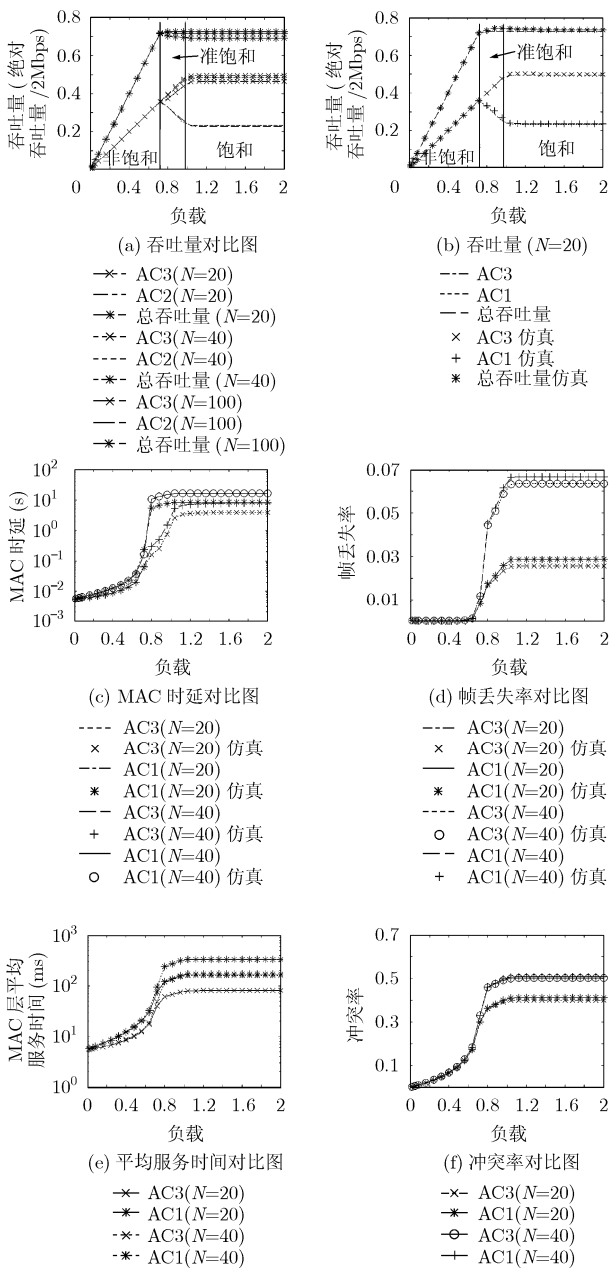 0.8
0.6
0.4
0.2
吞吐量 (绝对
吞吐量/2Mbps)
准饱和
非饱和
饱和
0 0.4 0.8 1.2 1.6 2
负载
(a) 吞吐量对比图
AC3(N=20)
AC2(N=20)
总吞吐量 (N=20)
AC3(N=40)
AC2(N=40)
总吞吐量 (N=40)
AC3(N=100)
AC2(N=100)
总吞吐量 (N=100)
0.8
0.6
0.4
0.2
吞吐量 (绝对
吞吐量/2Mbps)
准饱和
非饱和
饱和
0 0.4 0.8 1.2 1.6 2
负载
(b) 吞吐量 (N=20)
AC3
AC1
总吞吐量
AC3 仿真
AC1 仿真
总吞吐量仿真
10²
10¹
10⁰
10⁻¹
10⁻²
10⁻³
MAC 时延 (s)
0 0.4 0.8 1.2 1.6 2
负载
(c) MAC 时延对比图
AC3(N=20)
AC3(N=20) 仿真
AC1(N=20)
AC1(N=20) 仿真
AC3(N=40)
AC3(N=40) 仿真
AC1(N=40)
AC1(N=40) 仿真
0.07
0.05
0.03
0.01
帧丢失率
0 0.4 0.8 1.2 1.6 2
负载
(d) 帧丢失率对比图
AC3(N=20)
AC3(N=20) 仿真
AC1(N=20)
AC1(N=20) 仿真
AC3(N=40)
AC3(N=40) 仿真
AC1(N=40)
AC1(N=40) 仿真
10³
10²
10¹
10⁰
MAC 层平均
服务时间 (ms)
0 0.4 0.8 1.2 1.6 2
负载
(e) 平均服务时间对比图
AC3(N=20)
AC1(N=20)
AC3(N=40)
AC1(N=40)
0.7
0.5
0.3
0.1
冲突率
0 0.4 0.8 1.2 1.6 2
负载
(f) 冲突率对比图
AC3(N=20)
AC1(N=20)
AC3(N=40)
AC1(N=40)